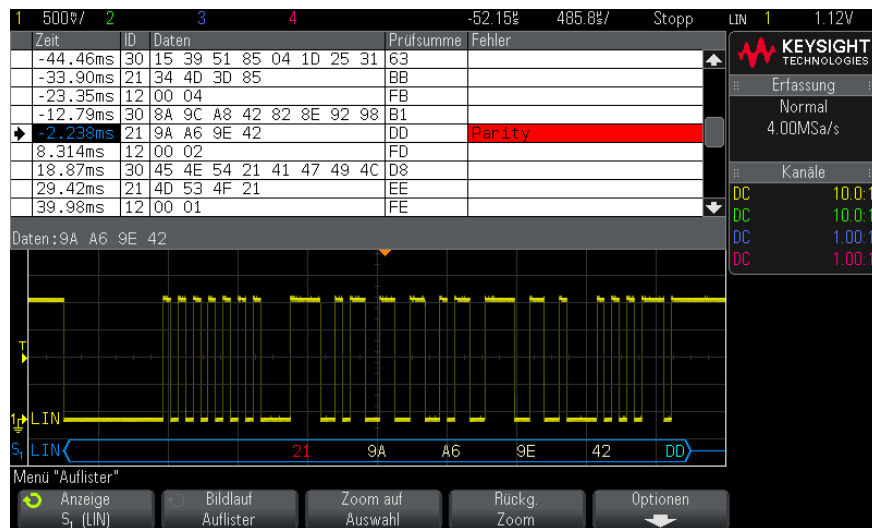 1 500♉/ 2 3 4 -52.15♉ 485.8♉/ Stopp LIN 1 1.12V
Zeit ID Daten Prüfsumme Fehler
-44.46ms 30 15 39 51 85 04 1D 25 31 63
-33.90ms 21 34 4D 3D 85 BB
-23.35ms 12 00 04 FB
-12.79ms 30 8A 9C A8 42 82 8E 92 98 B1
-2.238ms 21 9A A6 9E 42 DD Parity
8.314ms 12 00 02 FD
18.87ms 30 45 4E 54 21 41 47 49 4C D8
29.42ms 21 4D 53 4F 21 EE
39.98ms 12 00 01 FE
Daten:9A A6 9E 42
KEYSIGHT
TECHNOLOGIES
Erfassung
Normal
4.00MSa/s
Kanäle
DC 10.0:1
DC 10.0:1
DC 1.00:1
DC 1.00:1
T
1 LIN
S1 LIN 21 9A A6 9E 42 DD
Menü "Auflister"
Anzeige
S1 (LIN)
Bildlauf
Auflister
Zoom auf
Auswahl
Rückg.
Zoom
Optionen